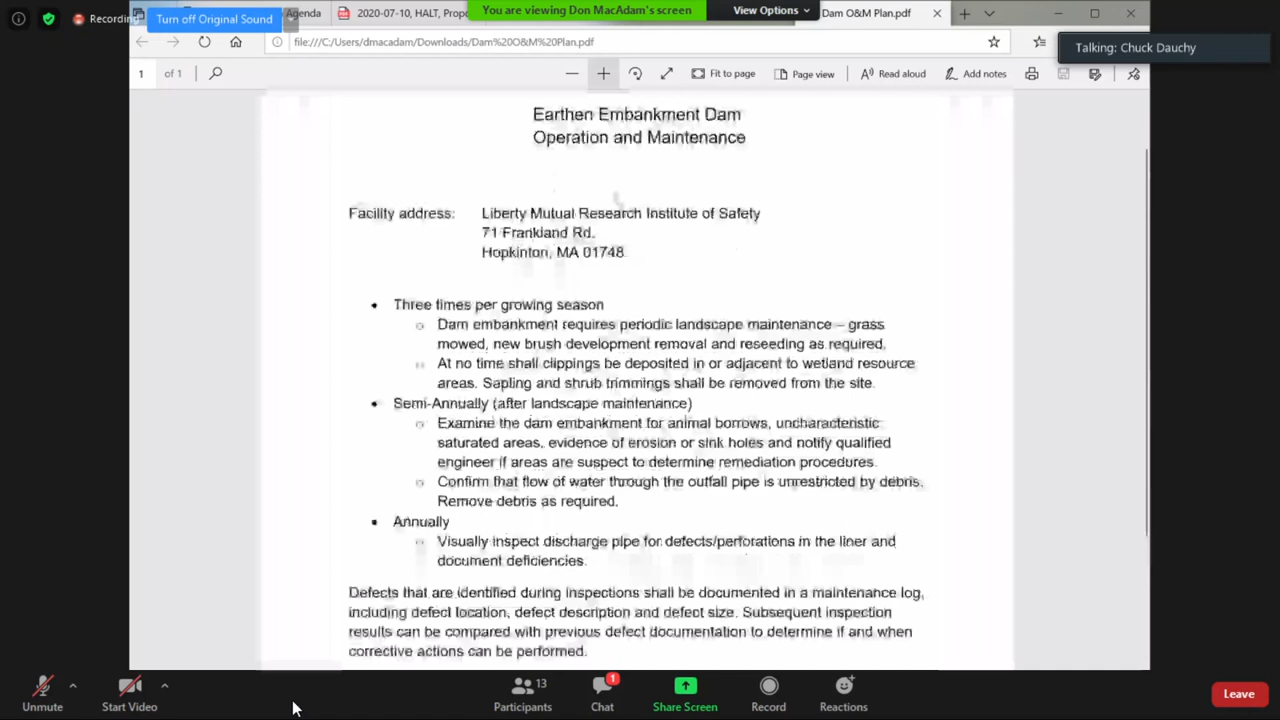 Recording
Turn off Original Sound
Agenda
2020-07-10, HALT, Propo
You are viewing Don MacAdam's screen
View Options
Dam O&M Plan.pdf
file:///C:/Users/dmacadam/Downloads/Dam%20O&M%20Plan.pdf
Talking: Chuck Dauchy
1 of 1
Fit to page
Page view
Read aloud
Add notes
Earthen Embankment Dam
Operation and Maintenance
Facility address: Liberty Mutual Research Institute of Safety
71 Frankland Rd.
Hopkinton, MA 01748
• Three times per growing season
o Dam embankment requires periodic landscape maintenance – grass
mowed, new brush development removal and reseeding as required.
o At no time shall clippings be deposited in or adjacent to wetland resource
areas. Sapling and shrub trimmings shall be removed from the site.
• Semi-Annually (after landscape maintenance)
o Examine the dam embankment for animal borrows, uncharacteristic
saturated areas, evidence of erosion or sink holes and notify qualified
engineer if areas are suspect to determine remediation procedures.
o Confirm that flow of water through the outfall pipe is unrestricted by debris.
Remove debris as required.
• Annually
o Visually inspect discharge pipe for defects/perforations in the liner and
document deficiencies.
Defects that are identified during inspections shall be documented in a maintenance log,
including defect location, defect description and defect size. Subsequent inspection
results can be compared with previous defect documentation to determine if and when
corrective actions can be performed.
Unmute
Start Video
13
Participants
1
Chat
Share Screen
Record
Reactions
Leave